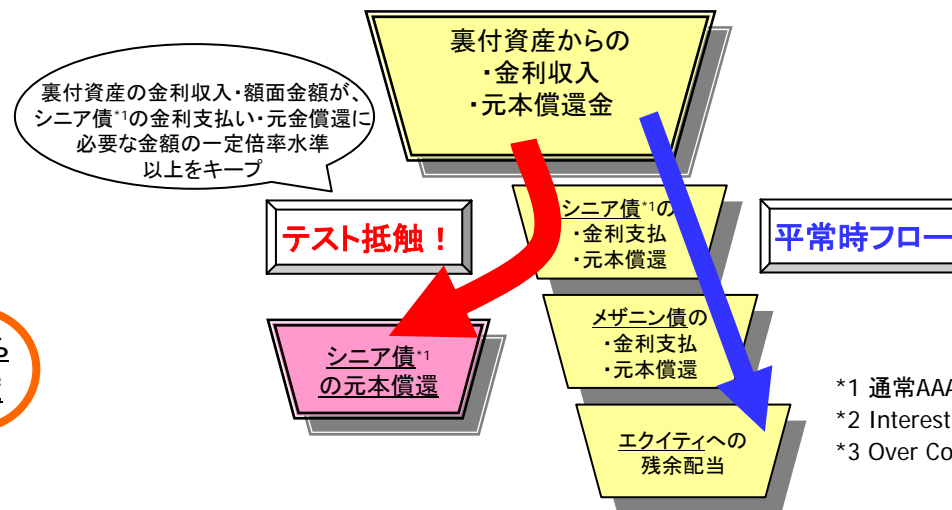 裏付資産からの
・金利収入
・元本償還金
裏付資産の金利収入・額面金額が、
シニア債*1の金利支払い・元金償還に
必要な金額の一定倍率水準
以上をキープ
テスト抵触！
シニア債*1の
・金利支払
・元本償還
平常時フロー
メザニン債の
・金利支払
・元本償還
シニア債*1
の元本償還
エクイティへの
残余配当
*1 通常AAA
*2 Interest
*3 Over Co